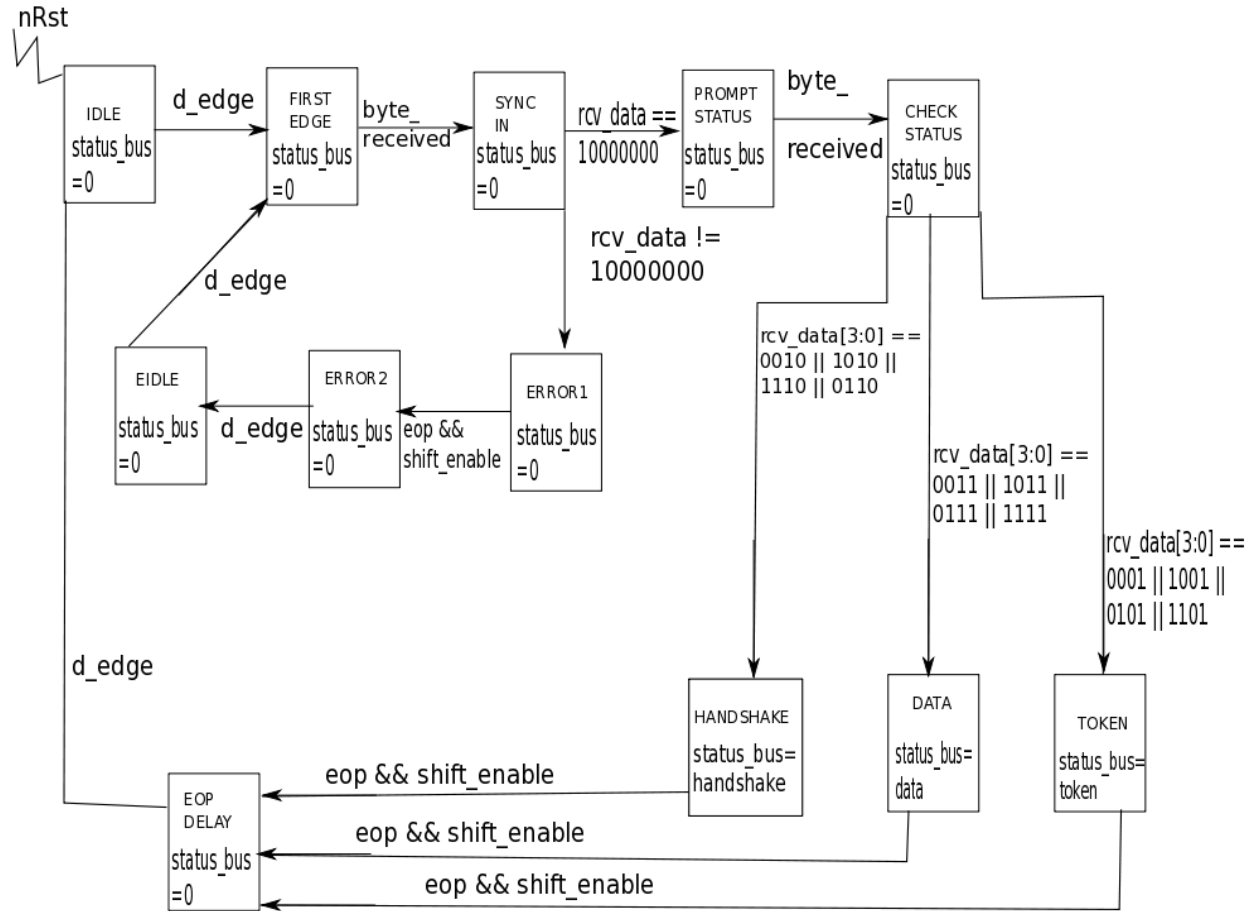 nRst
IDLE
status_bus
=0
d_edge
FIRST
EDGE
status_bus
=0
byte_
received
SYNC
IN
status_bus
=0
rcv_data ==
10000000
PROMPT
STATUS
status_bus
=0
byte_
received
CHECK
STATUS
status_bus
=0
rcv_data !=
10000000
d_edge
EIDLE
status_bus
=0
d_edge
ERROR2
status_bus
=0
eop &&
shift_enable
ERROR1
status_bus
=0
rcv_data[3:0] ==
0010 || 1010 ||
1110 || 0110
rcv_data[3:0] ==
0011 || 1011 ||
0111 || 1111
rcv_data[3:0] ==
0001 || 1001 ||
0101 || 1101
d_edge
HANDSHAKE
status_bus=
handshake
DATA
status_bus=
data
TOKEN
status_bus=
token
EOP
DELAY
status_bus
=0
eop && shift_enable
eop && shift_enable
eop && shift_enable